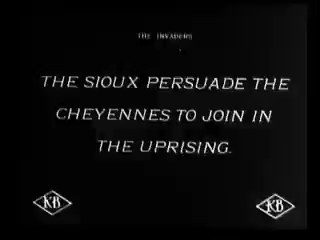 THE INVADERS
THE SIOUX PERSUADE THE
CHEYENNES TO JOIN IN
THE UPRISING.
KB KB